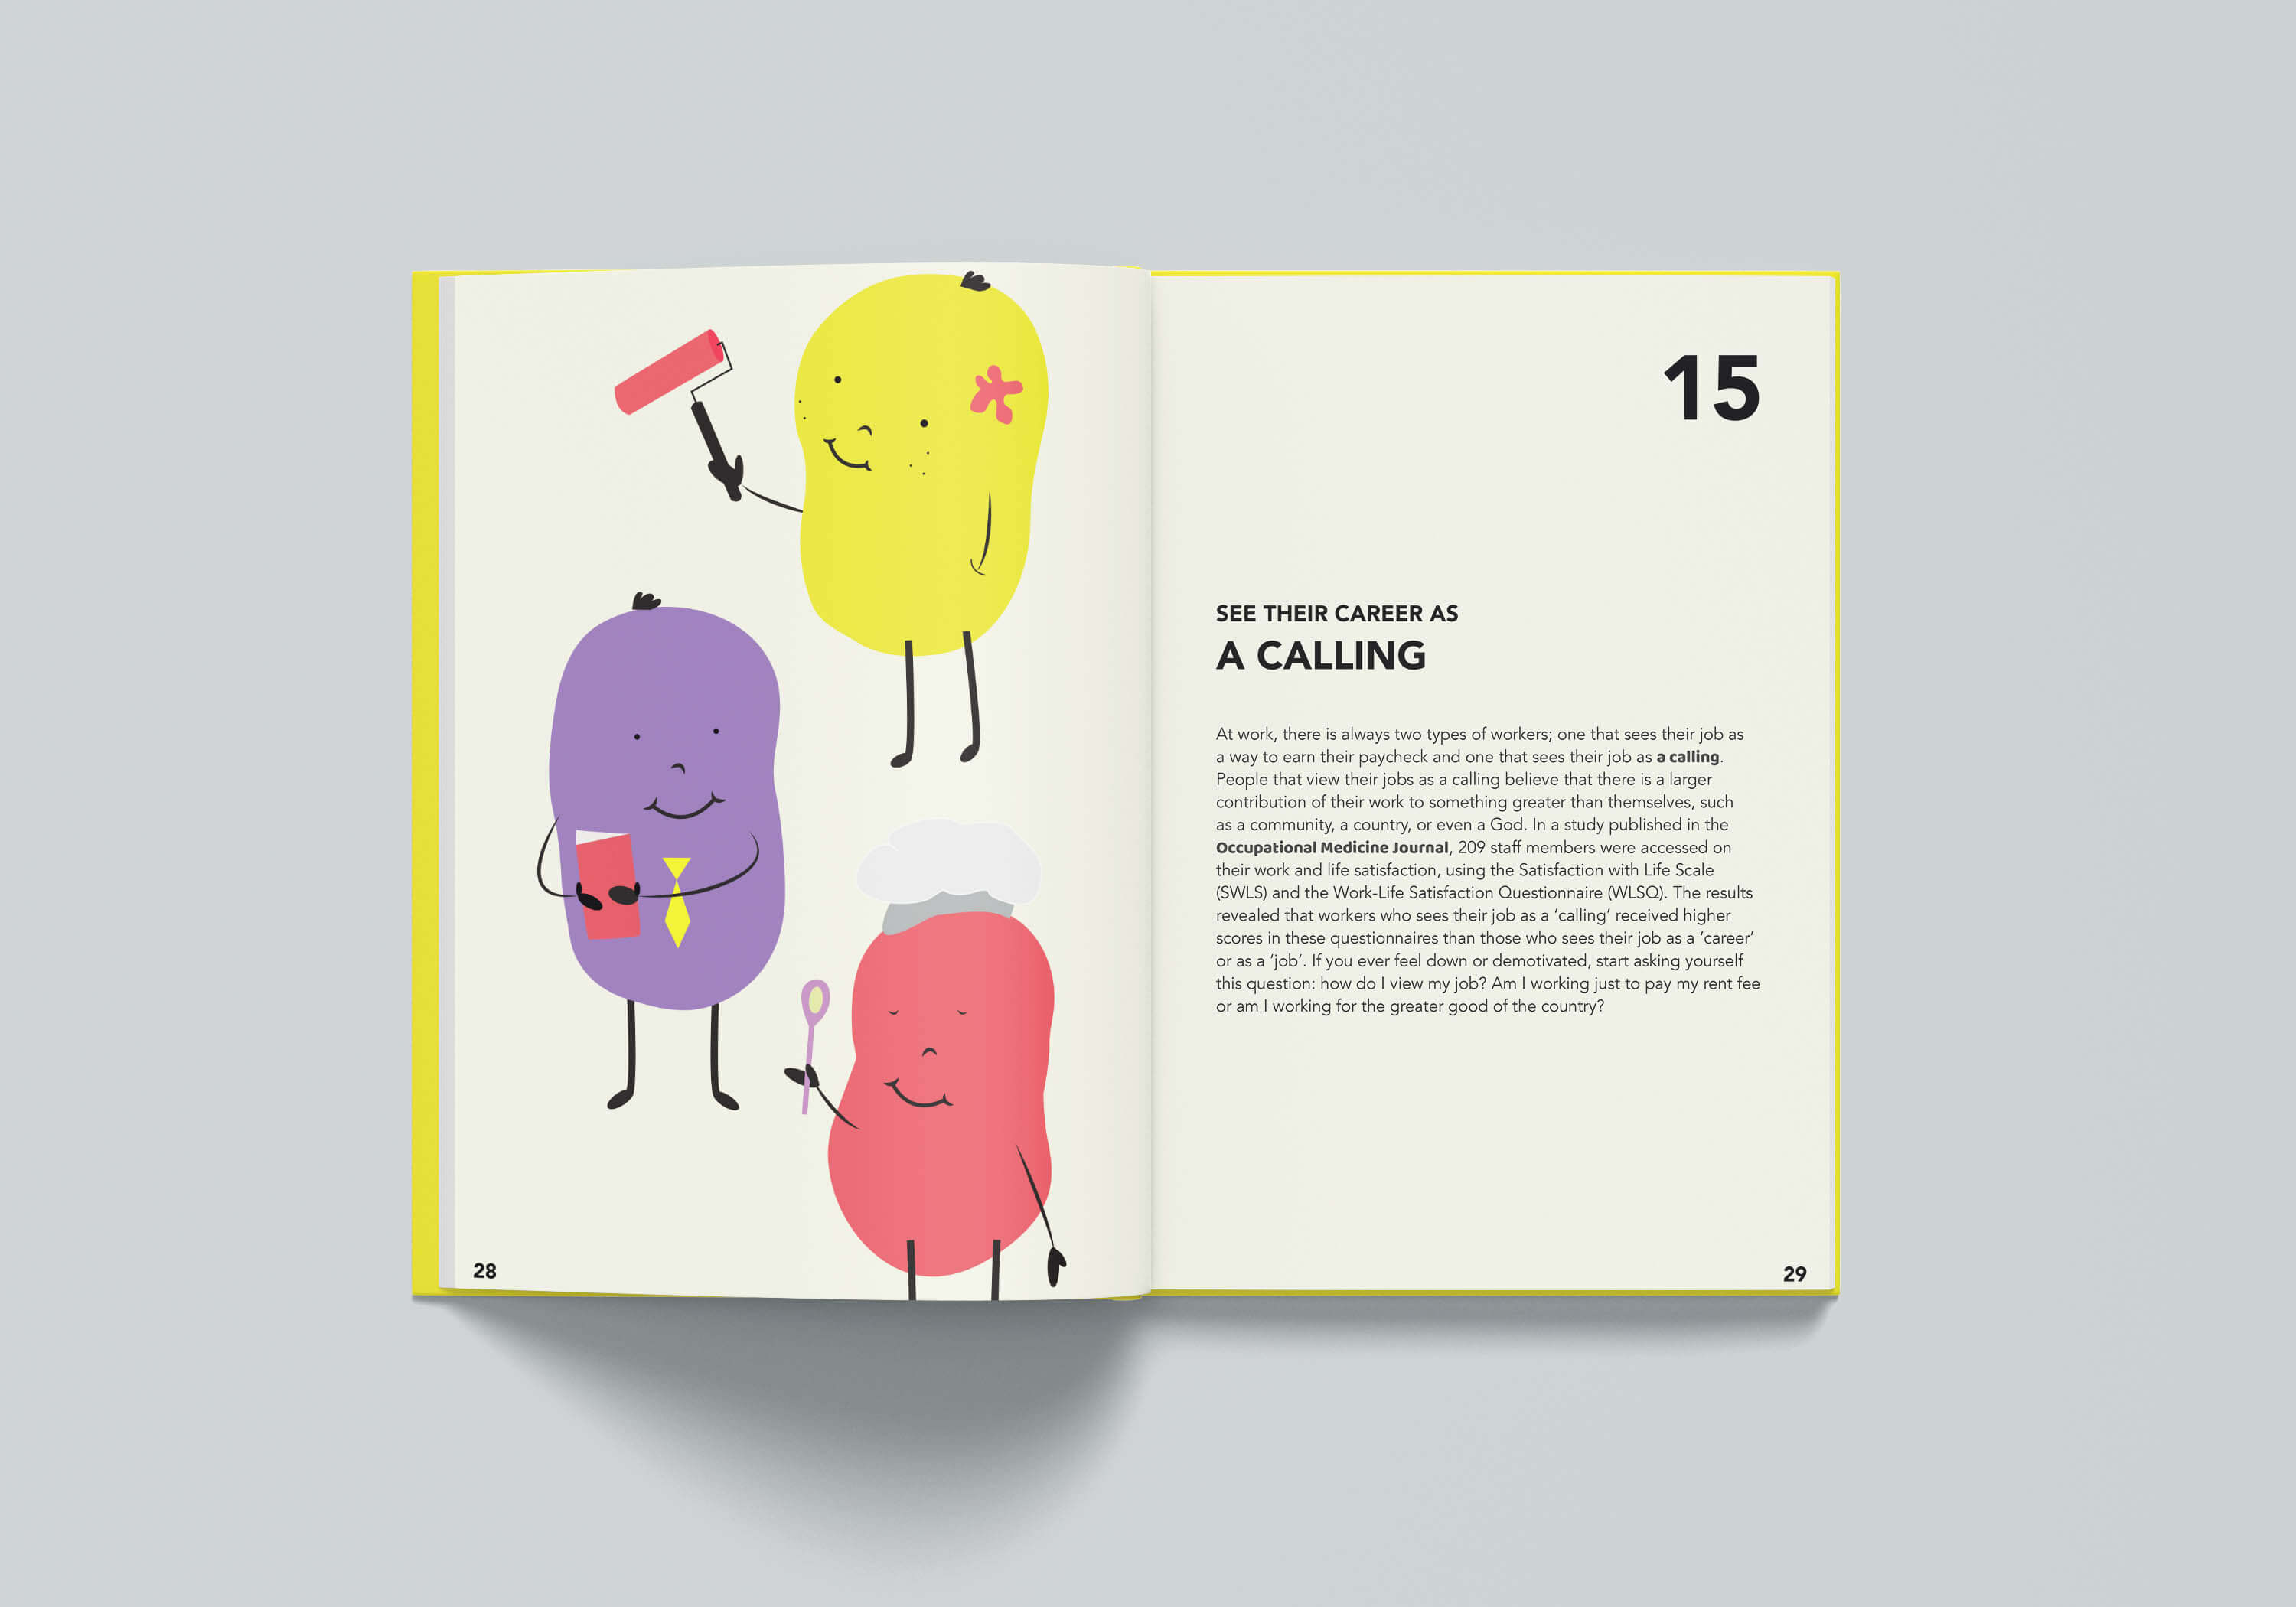 28
15
SEE THEIR CAREER AS
A CALLING
At work, there is always two types of workers; one that sees their job as
a way to earn their paycheck and one that sees their job as a calling.
People that view their jobs as a calling believe that there is a larger
contribution of their work to something greater than themselves, such
as a community, a country, or even a God. In a study published in the
Occupational Medicine Journal, 209 staff members were accessed on
their work and life satisfaction, using the Satisfaction with Life Scale
(SWLS) and the Work-Life Satisfaction Questionnaire (WLSQ). The results
revealed that workers who sees their job as a ‘calling’ received higher
scores in these questionnaires than those who sees their job as a ‘career’
or as a ‘job’. If you ever feel down or demotivated, start asking yourself
this question: how do I view my job? Am I working just to pay my rent fee
or am I working for the greater good of the country?
29